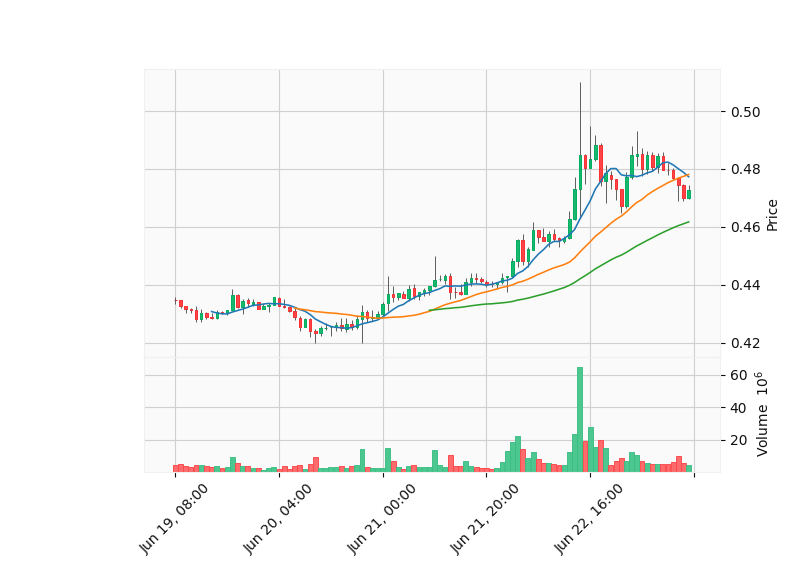 0.50
0.48
0.46
0.44
0.42
Price
60
40
20
Volume 10⁶
Jun 19, 08:00
Jun 20, 04:00
Jun 21, 00:00
Jun 21, 20:00
Jun 22, 16:00